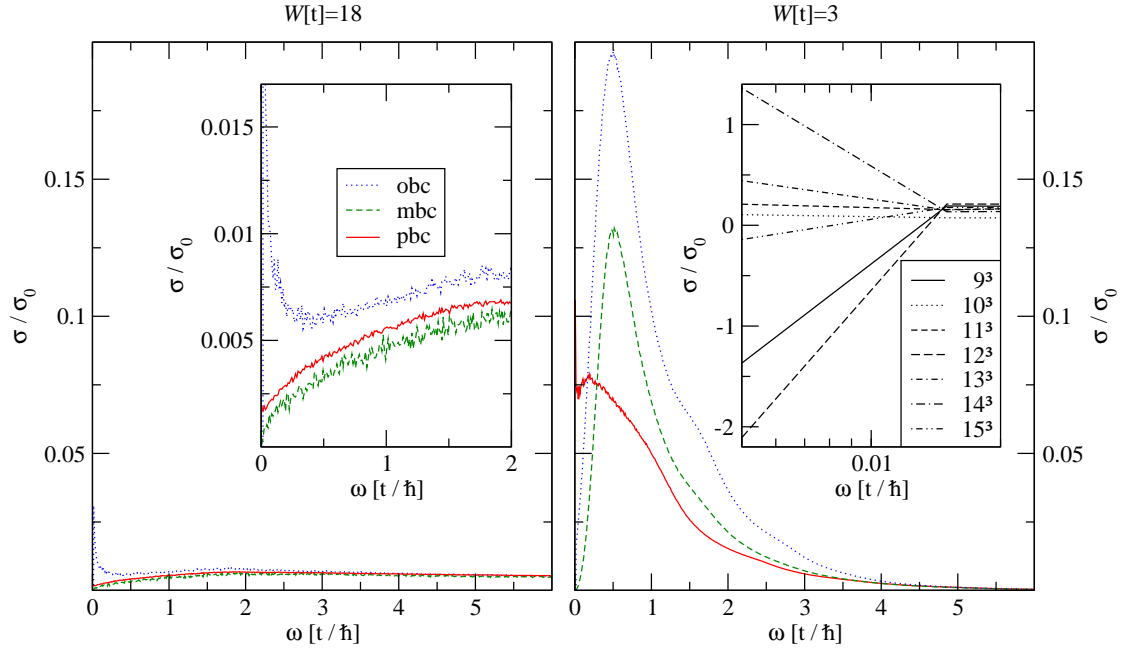 W[t]=18
W[t]=3
σ / σ₀
0.15
0.1
0.05
0
1
2
3
4
5
ω [ t / ħ ]
σ / σ₀
0.015
0.01
0.005
0
1
2
ω [ t / ħ ]
obc
mbc
pbc
0
1
2
3
4
5
ω [ t / ħ ]
σ / σ₀
1
0
-1
-2
0.01
ω [ t / ħ ]
9³
10³
11³
12³
13³
14³
15³
0.15
0.1
0.05
σ / σ₀